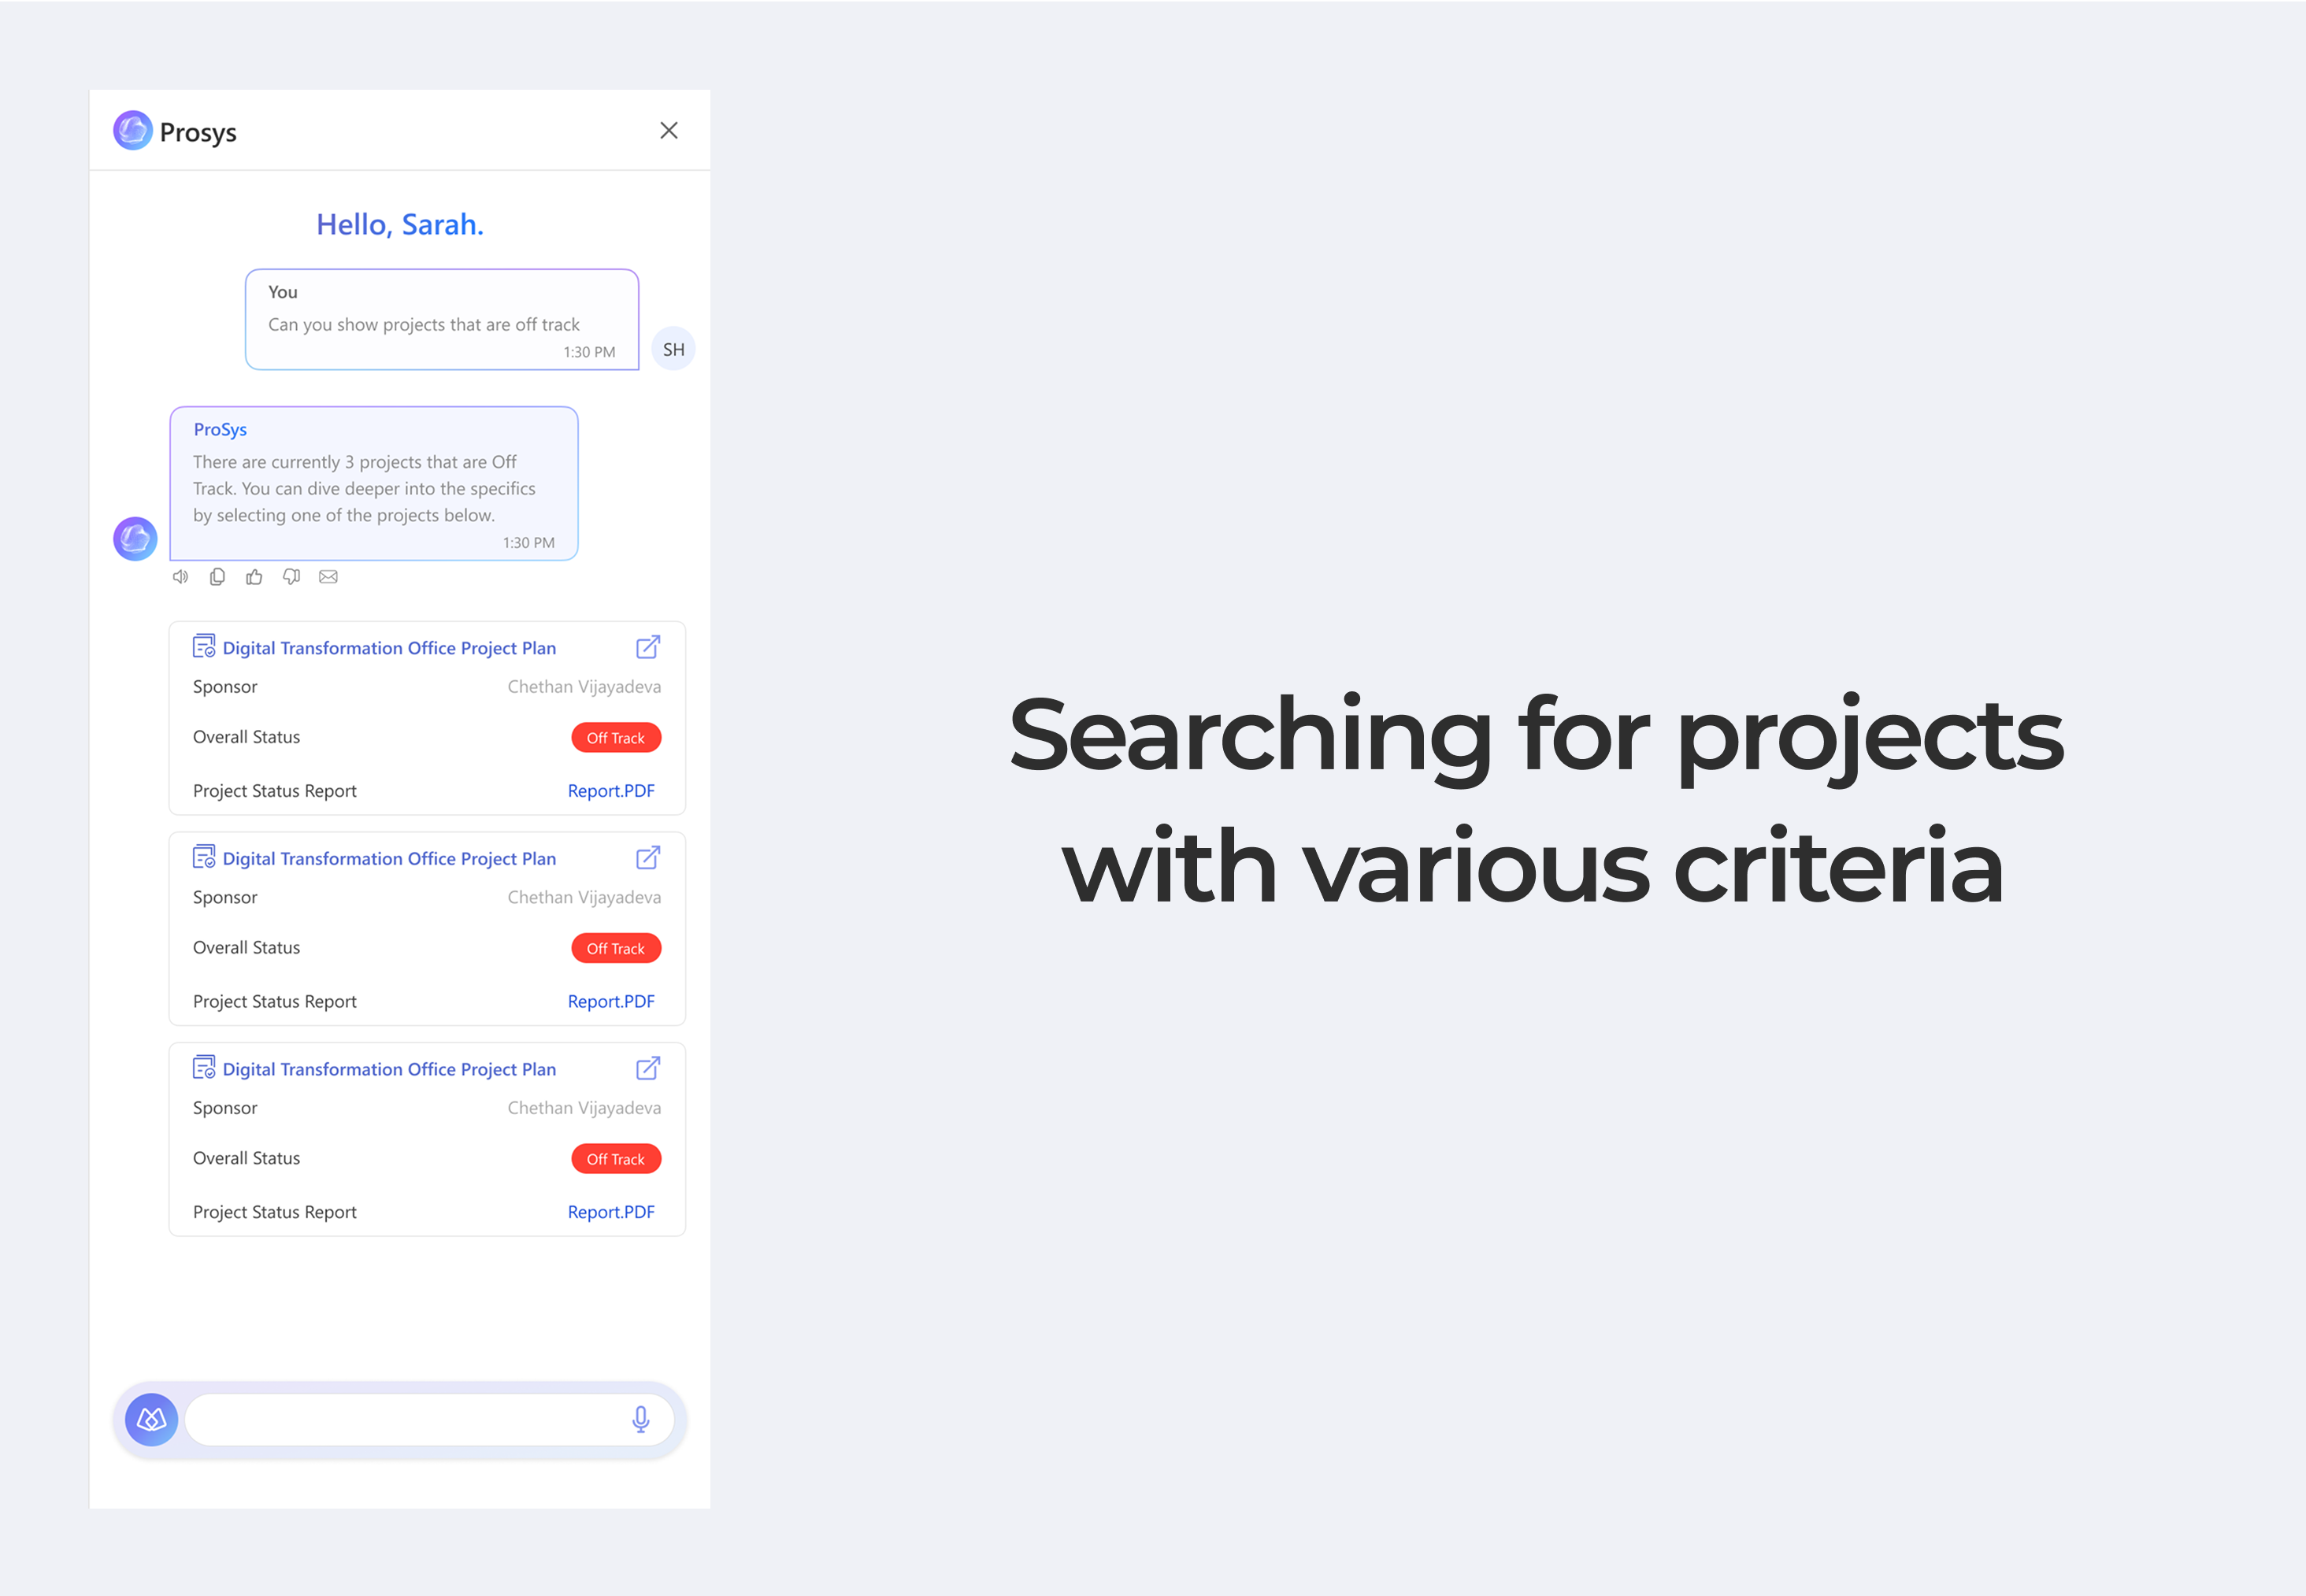 Prosys
Hello, Sarah.
You
Can you show projects that are off track
1:30 PM
SH
ProSys
There are currently 3 projects that are Off
Track. You can dive deeper into the specifics
by selecting one of the projects below.
1:30 PM
Digital Transformation Office Project Plan
Sponsor Chethan Vijayadeva
Overall Status Off Track
Project Status Report Report.PDF
Digital Transformation Office Project Plan
Sponsor Chethan Vijayadeva
Overall Status Off Track
Project Status Report Report.PDF
Digital Transformation Office Project Plan
Sponsor Chethan Vijayadeva
Overall Status Off Track
Project Status Report Report.PDF
Searching for projects
with various criteria